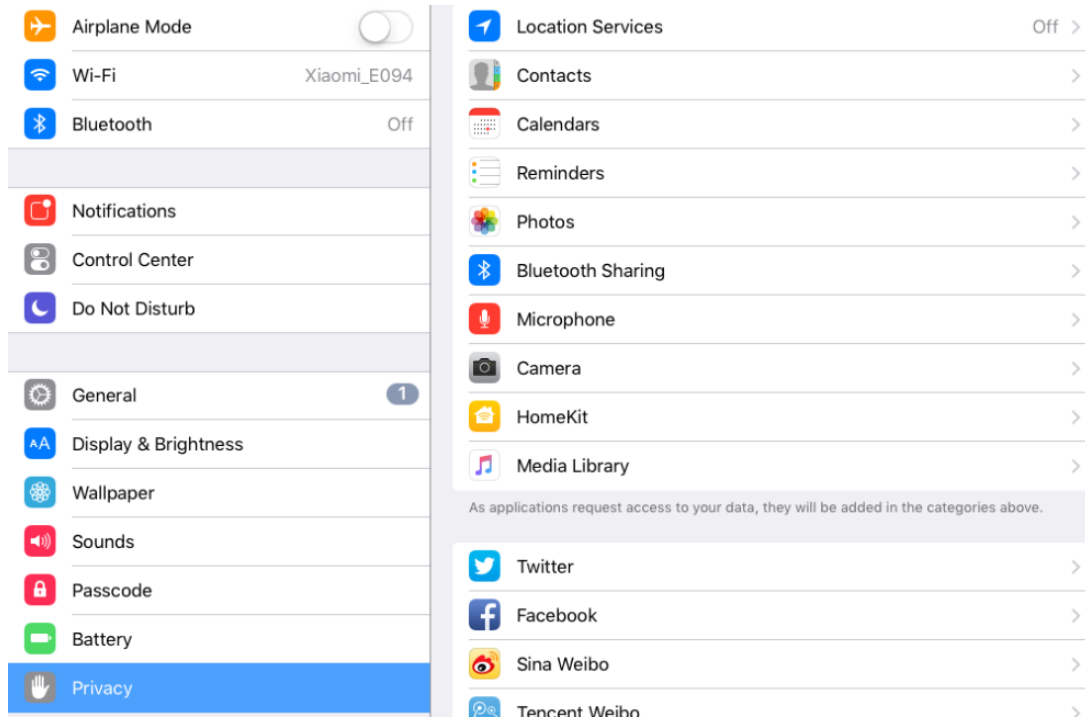 Airplane Mode
Wi-Fi Xiaomi_E094
Bluetooth Off
Notifications
Control Center
Do Not Disturb
General 1
AA Display & Brightness
Wallpaper
Sounds
Passcode
Battery
Privacy
Location Services Off
Contacts
Calendars
Reminders
Photos
Bluetooth Sharing
Microphone
Camera
HomeKit
Media Library
As applications request access to your data, they will be added in the categories above.
Twitter
Facebook
Sina Weibo
Tencent Weibo